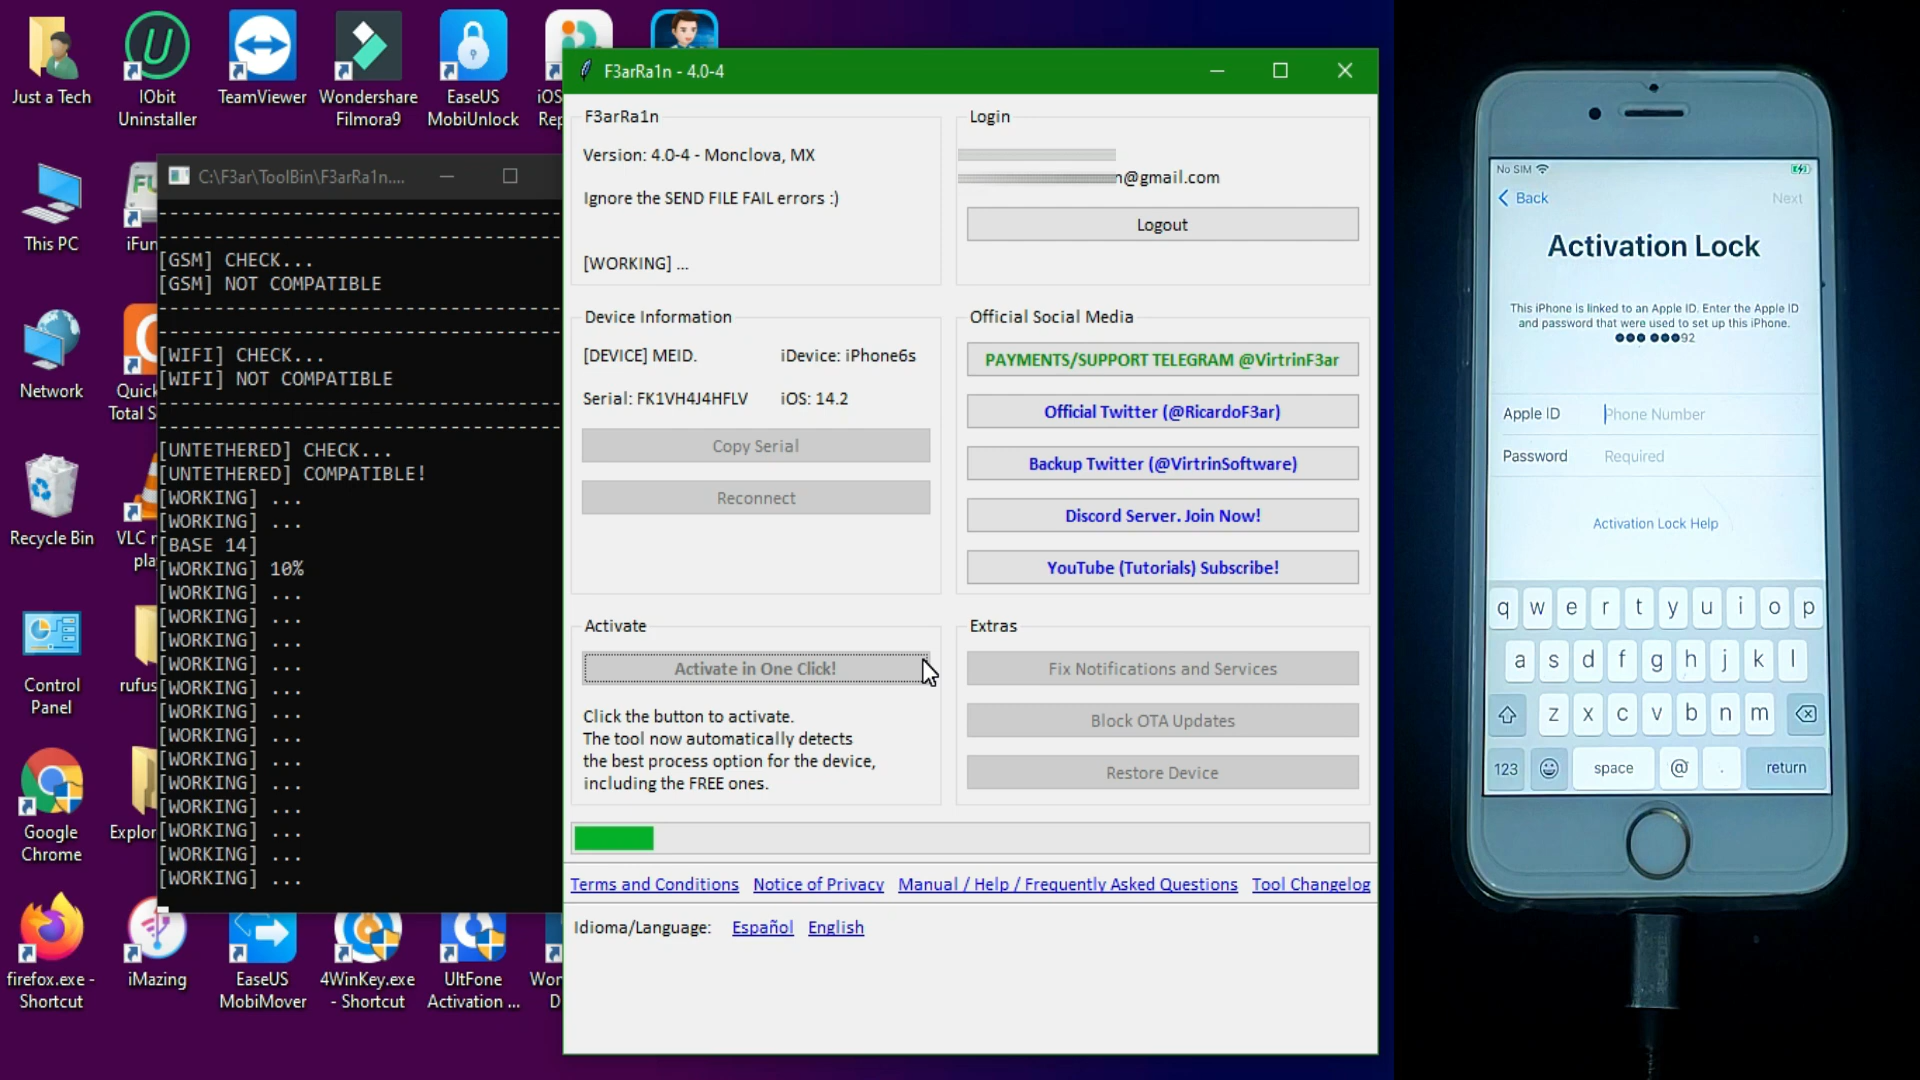 Just a Tech
IObit
Uninstaller
TeamViewer
Wondershare
Filmora9
EaseUS
MobiUnlock
iOS
Rep
This PC
iFun
Network
Quick
Total S
Recycle Bin
VLC m
pla
Control
Panel
rufus
Google
Chrome
Explor
firefox.exe -
Shortcut
iMazing
EaseUS
MobiMover
4WinKey.exe
- Shortcut
UltFone
Activation ...
Won
D
C:\F3ar\ToolBin\F3arRa1n....
[GSM] CHECK...
[GSM] NOT COMPATIBLE
[WIFI] CHECK...
[WIFI] NOT COMPATIBLE
[UNTETHERED] CHECK...
[UNTETHERED] COMPATIBLE!
[WORKING] ...
[WORKING] ...
[BASE 14]
[WORKING] 10%
[WORKING] ...
[WORKING] ...
[WORKING] ...
[WORKING] ...
[WORKING] ...
[WORKING] ...
[WORKING] ...
[WORKING] ...
[WORKING] ...
[WORKING] ...
[WORKING] ...
[WORKING] ...
[WORKING] ...
F3arRa1n - 4.0-4
F3arRa1n
Version: 4.0-4 - Monclova, MX
Ignore the SEND FILE FAIL errors :)
[WORKING] ...
Login
n@gmail.com
Logout
Device Information
[DEVICE] MEID. iDevice: iPhone6s
Serial: FK1VH4J4HFLV iOS: 14.2
Copy Serial
Reconnect
Official Social Media
PAYMENTS/SUPPORT TELEGRAM @VirtrinF3ar
Official Twitter (@RicardoF3ar)
Backup Twitter (@VirtrinSoftware)
Discord Server. Join Now!
YouTube (Tutorials) Subscribe!
Activate
Activate in One Click!
Click the button to activate.
The tool now automatically detects
the best process option for the device,
including the FREE ones.
Extras
Fix Notifications and Services
Block OTA Updates
Restore Device
Terms and Conditions Notice of Privacy Manual / Help / Frequently Asked Questions Tool Changelog
Idioma/Language: Español English
No SIM
Back Next
Activation Lock
This iPhone is linked to an Apple ID. Enter the Apple ID
and password that were used to set up this iPhone.
●●● ●●●92
Apple ID Phone Number
Password Required
Activation Lock Help
q w e r t y u i o p
a s d f g h j k l
z x c v b n m
123 space @ . return